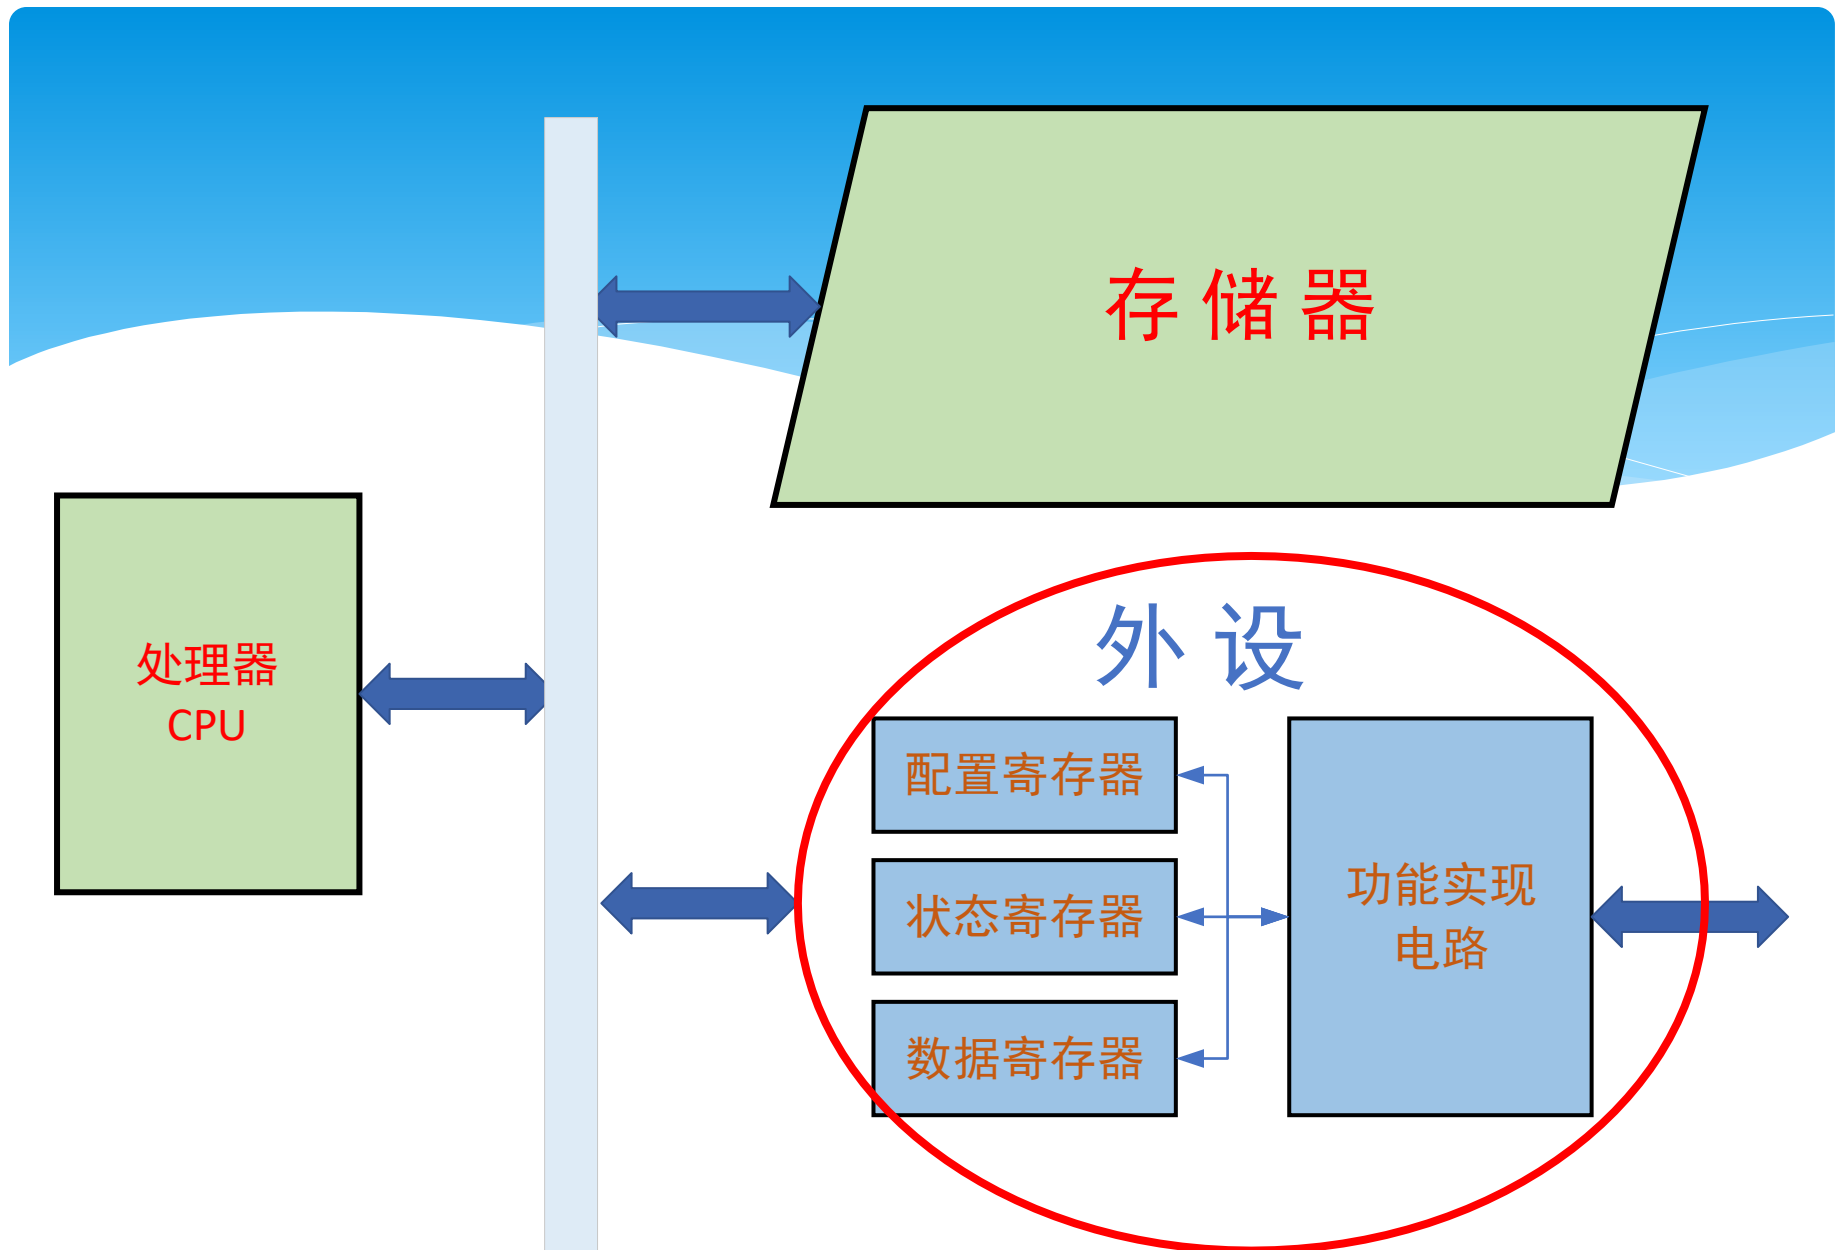 存 储 器
处理器
CPU
外 设
配置寄存器
状态寄存器
数据寄存器
功能实现
电路